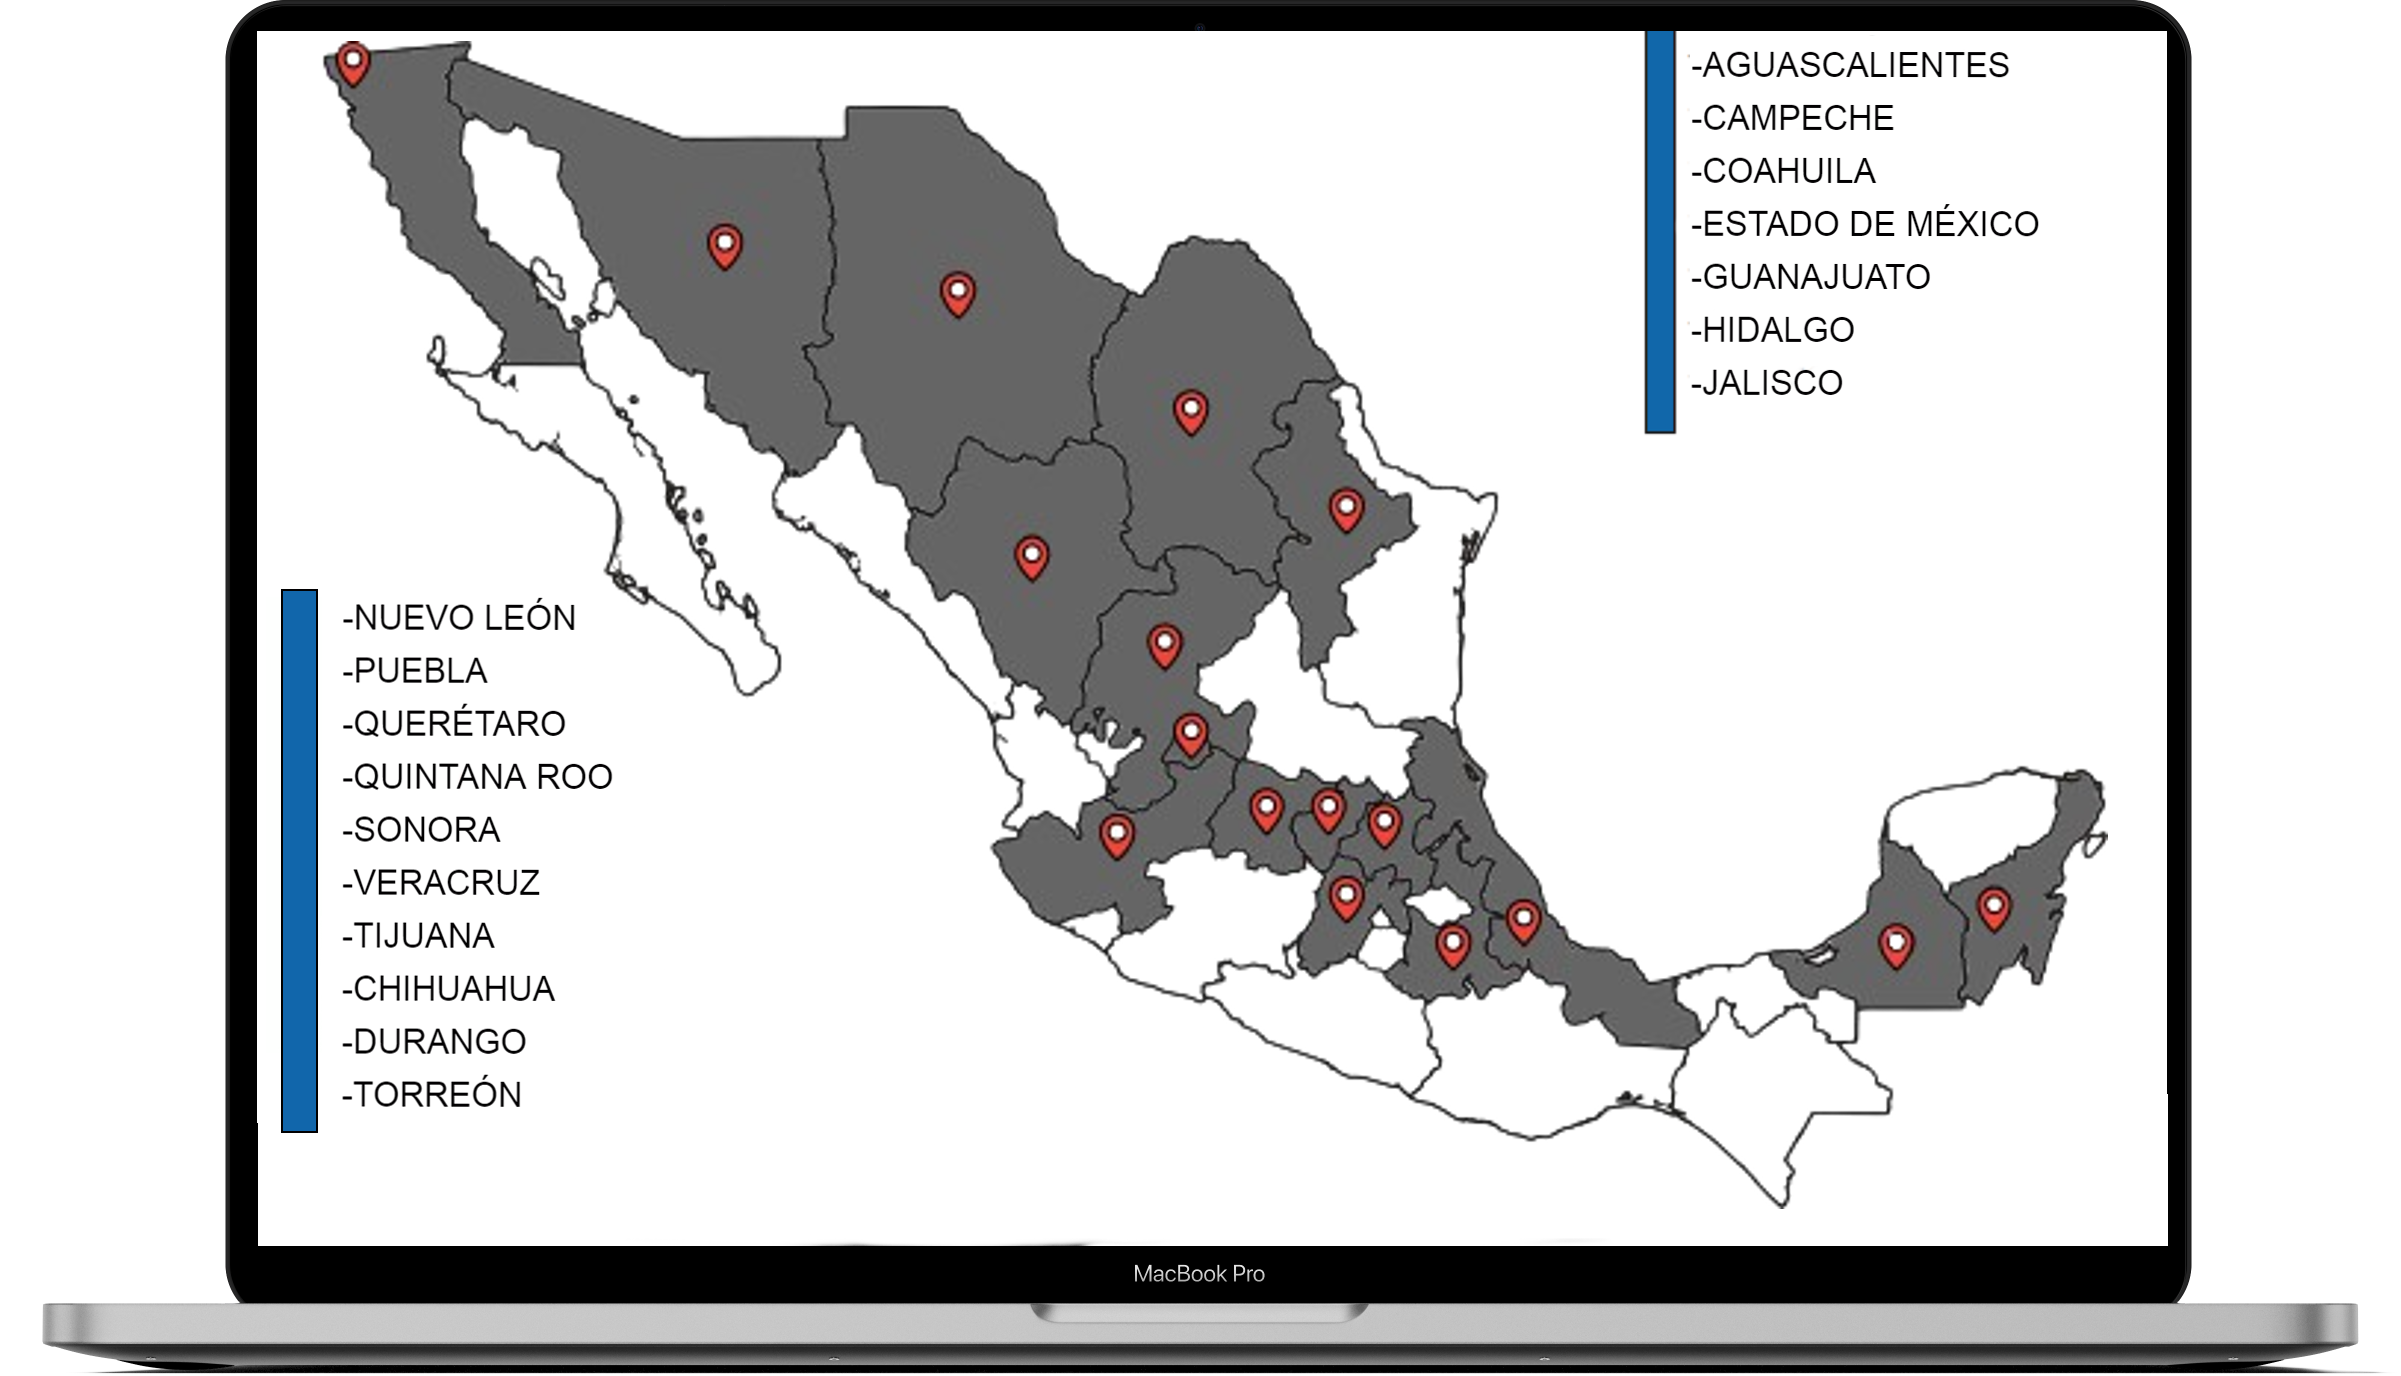 -AGUASCALIENTES
-CAMPECHE
-COAHUILA
-ESTADO DE MÉXICO
-GUANAJUATO
-HIDALGO
-JALISCO
-NUEVO LEÓN
-PUEBLA
-QUERÉTARO
-QUINTANA ROO
-SONORA
-VERACRUZ
-TIJUANA
-CHIHUAHUA
-DURANGO
-TORREÓN
MacBook Pro